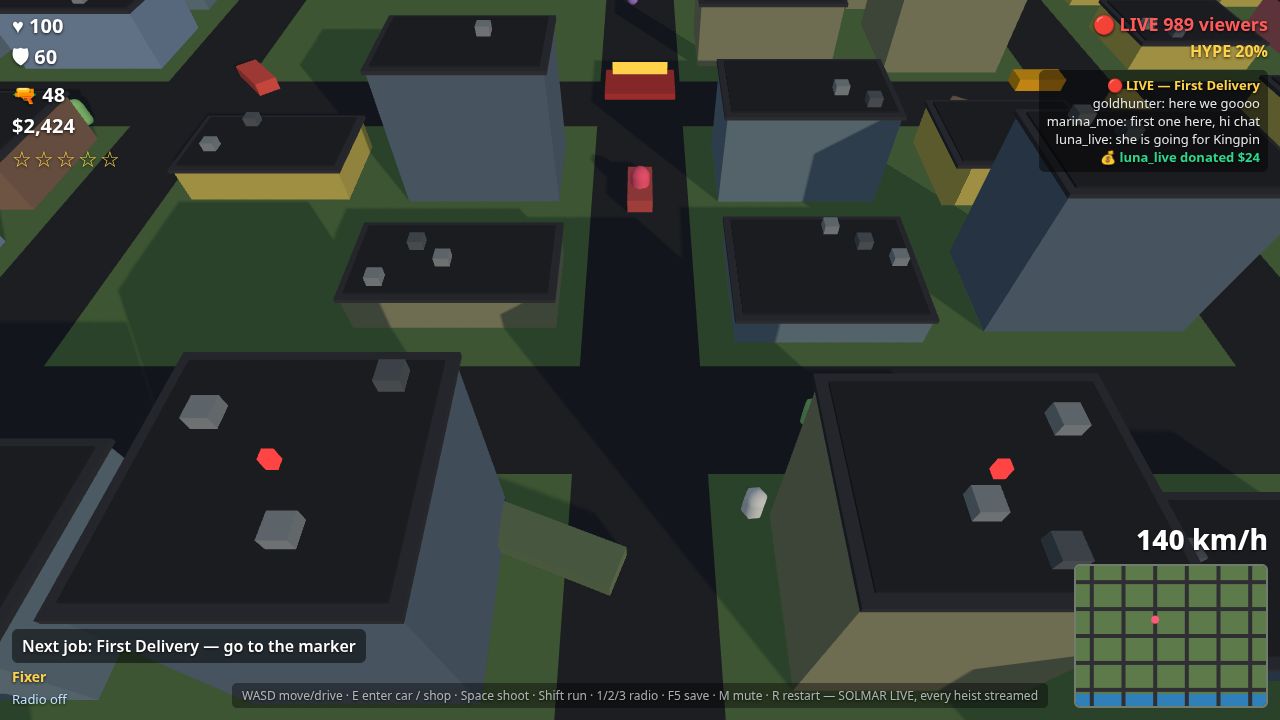 ♥ 100
🛡 60
🔫 48
$2,424
☆☆☆☆☆
🔴 LIVE 989 viewers
HYPE 20%
🔴 LIVE — First Delivery
goldhunter: here we goooo
marina_moe: first one here, hi chat
luna_live: she is going for Kingpin
💰 luna_live donated $24
140 km/h
Next job: First Delivery — go to the marker
Fixer
Radio off
WASD move/drive · E enter car / shop · Space shoot · Shift run · 1/2/3 radio · F5 save · M mute · R restart — SOLMAR LIVE, every heist streamed